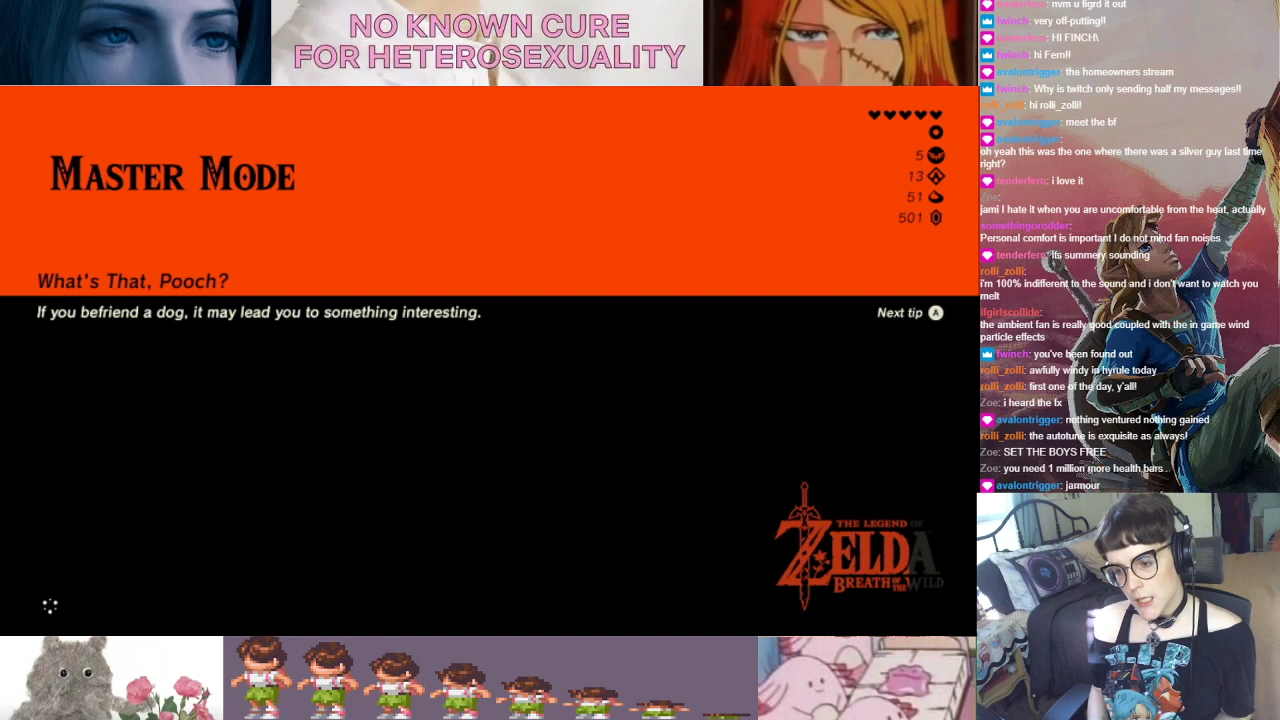 NO KNOWN CURE
FOR HETEROSEXUALITY
MASTER MODE
5
13
51
501
What's That, Pooch?
If you befriend a dog, it may lead you to something interesting.
Next tip A
THE LEGEND OF
ZELDA
BREATH OF THE WILD
tenderfern: nvm u figrd it out
fwinch: very off-putting!!
tenderfern: HI FINCH\
fwinch: hi Fern!!
avalontrigger: the homeowners stream
fwinch: Why is twitch only sending half my messages!!
rolli_zolli: hi rolli_zolli!
avalontrigger: meet the bf
avalontrigger:
oh yeah this was the one where there was a silver guy last time
right?
tenderfern: i love it
Zoe:
jami I hate it when you are uncomfortable from the heat, actually
somethingorodder:
Personal comfort is important I do not mind fan noises
tenderfern: its summery sounding
rolli_zolli:
i'm 100% indifferent to the sound and i don't want to watch you
melt
ifgirlscollide:
the ambient fan is really good coupled with the in game wind
particle effects
fwinch: you've been found out
rolli_zolli: awfully windy in hyrule today
rolli_zolli: first one of the day, y'all!
Zoe: i heard the fx
avalontrigger: nothing ventured nothing gained
rolli_zolli: the autotune is exquisite as always!
Zoe: SET THE BOYS FREE
Zoe: you need 1 million more health bars
avalontrigger: jarmour